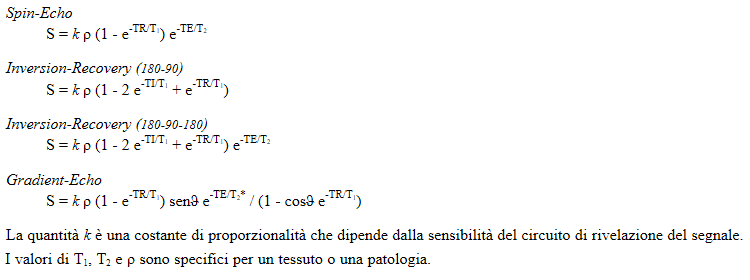 Spin-Echo
S = k ρ (1 - e^-TR/T₁) e^-TE/T₂
Inversion-Recovery (180-90)
S = k ρ (1 - 2 e^-TI/T₁ + e^-TR/T₁)
Inversion-Recovery (180-90-180)
S = k ρ (1 - 2 e^-TI/T₁ + e^-TR/T₁) e^-TE/T₂
Gradient-Echo
S = k ρ (1 - e^-TR/T₁) senϑ e^-TE/T₂* / (1 - cosϑ e^-TR/T₁)
La quantità k è una costante di proporzionalità che dipende dalla sensibilità del circuito di rivelazione del segnale.
I valori di T₁, T₂ e ρ sono specifici per un tessuto o una patologia.